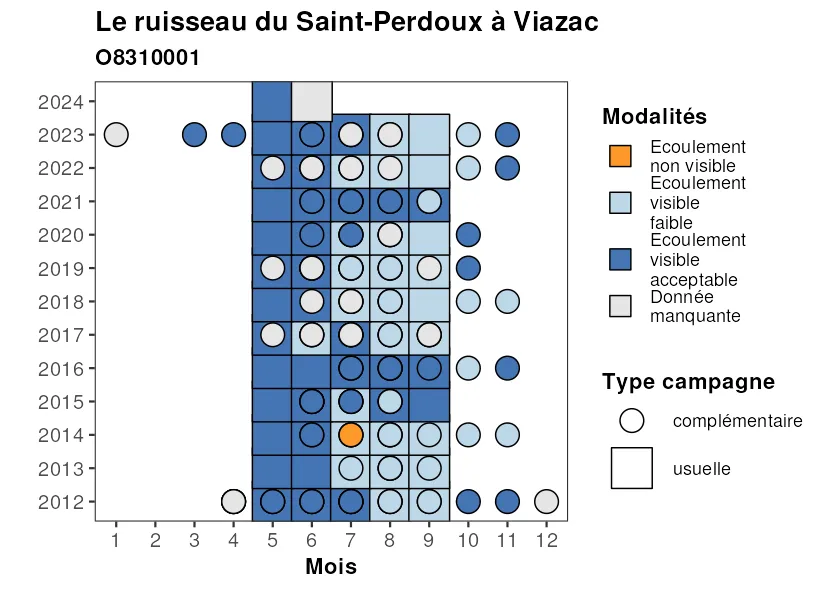 Le ruisseau du Saint-Perdoux à Viazac
O8310001
2024
2023
2022
2021
2020
2019
2018
2017
2016
2015
2014
2013
2012
1 2 3 4 5 6 7 8 9 10 11 12
Mois
Modalités
Ecoulement
non visible
Ecoulement
visible
faible
Ecoulement
visible
acceptable
Donnée
manquante
Type campagne
complémentaire
usuelle